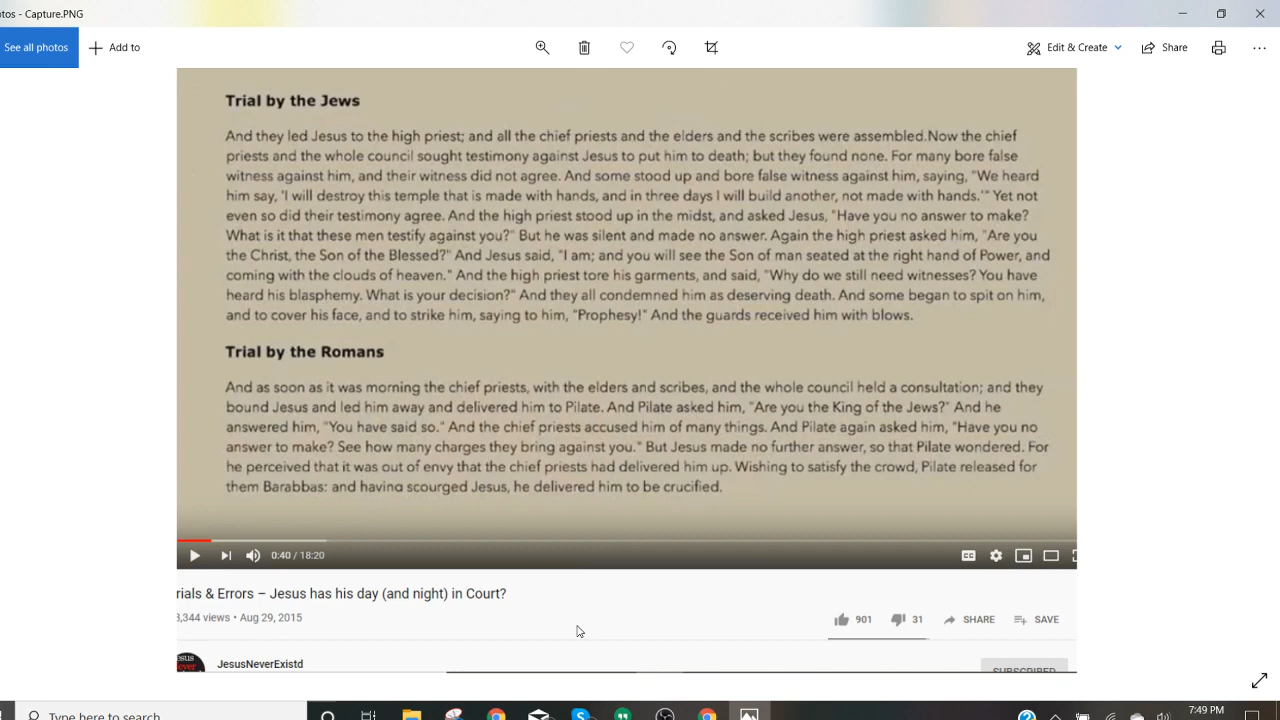 otos - Capture.PNG
See all photos
Add to
Edit & Create
Share
Trial by the Jews
And they led Jesus to the high priest; and all the chief priests and the elders and the scribes were assembled.Now the chief
priests and the whole council sought testimony against Jesus to put him to death; but they found none. For many bore false
witness against him, and their witness did not agree. And some stood up and bore false witness against him, saying, "We heard
him say, 'I will destroy this temple that is made with hands, and in three days I will build another, not made with hands.'" Yet not
even so did their testimony agree. And the high priest stood up in the midst, and asked Jesus, "Have you no answer to make?
What is it that these men testify against you?" But he was silent and made no answer. Again the high priest asked him, "Are you
the Christ, the Son of the Blessed?" And Jesus said, "I am; and you will see the Son of man seated at the right hand of Power, and
coming with the clouds of heaven." And the high priest tore his garments, and said, "Why do we still need witnesses? You have
heard his blasphemy. What is your decision?" And they all condemned him as deserving death. And some began to spit on him,
and to cover his face, and to strike him, saying to him, "Prophesy!" And the guards received him with blows.
Trial by the Romans
And as soon as it was morning the chief priests, with the elders and scribes, and the whole council held a consultation; and they
bound Jesus and led him away and delivered him to Pilate. And Pilate asked him, "Are you the King of the Jews?" And he
answered him, "You have said so." And the chief priests accused him of many things. And Pilate again asked him, "Have you no
answer to make? See how many charges they bring against you." But Jesus made no further answer, so that Pilate wondered. For
he perceived that it was out of envy that the chief priests had delivered him up. Wishing to satisfy the crowd, Pilate released for
them Barabbas; and having scourged Jesus, he delivered him to be crucified.
0:40 / 18:20
CC
rials & Errors – Jesus has his day (and night) in Court?
3,344 views • Aug 29, 2015
901
31
SHARE
SAVE
JesusNeverExistd
SUBSCRIBED
Type here to search
7:49 PM